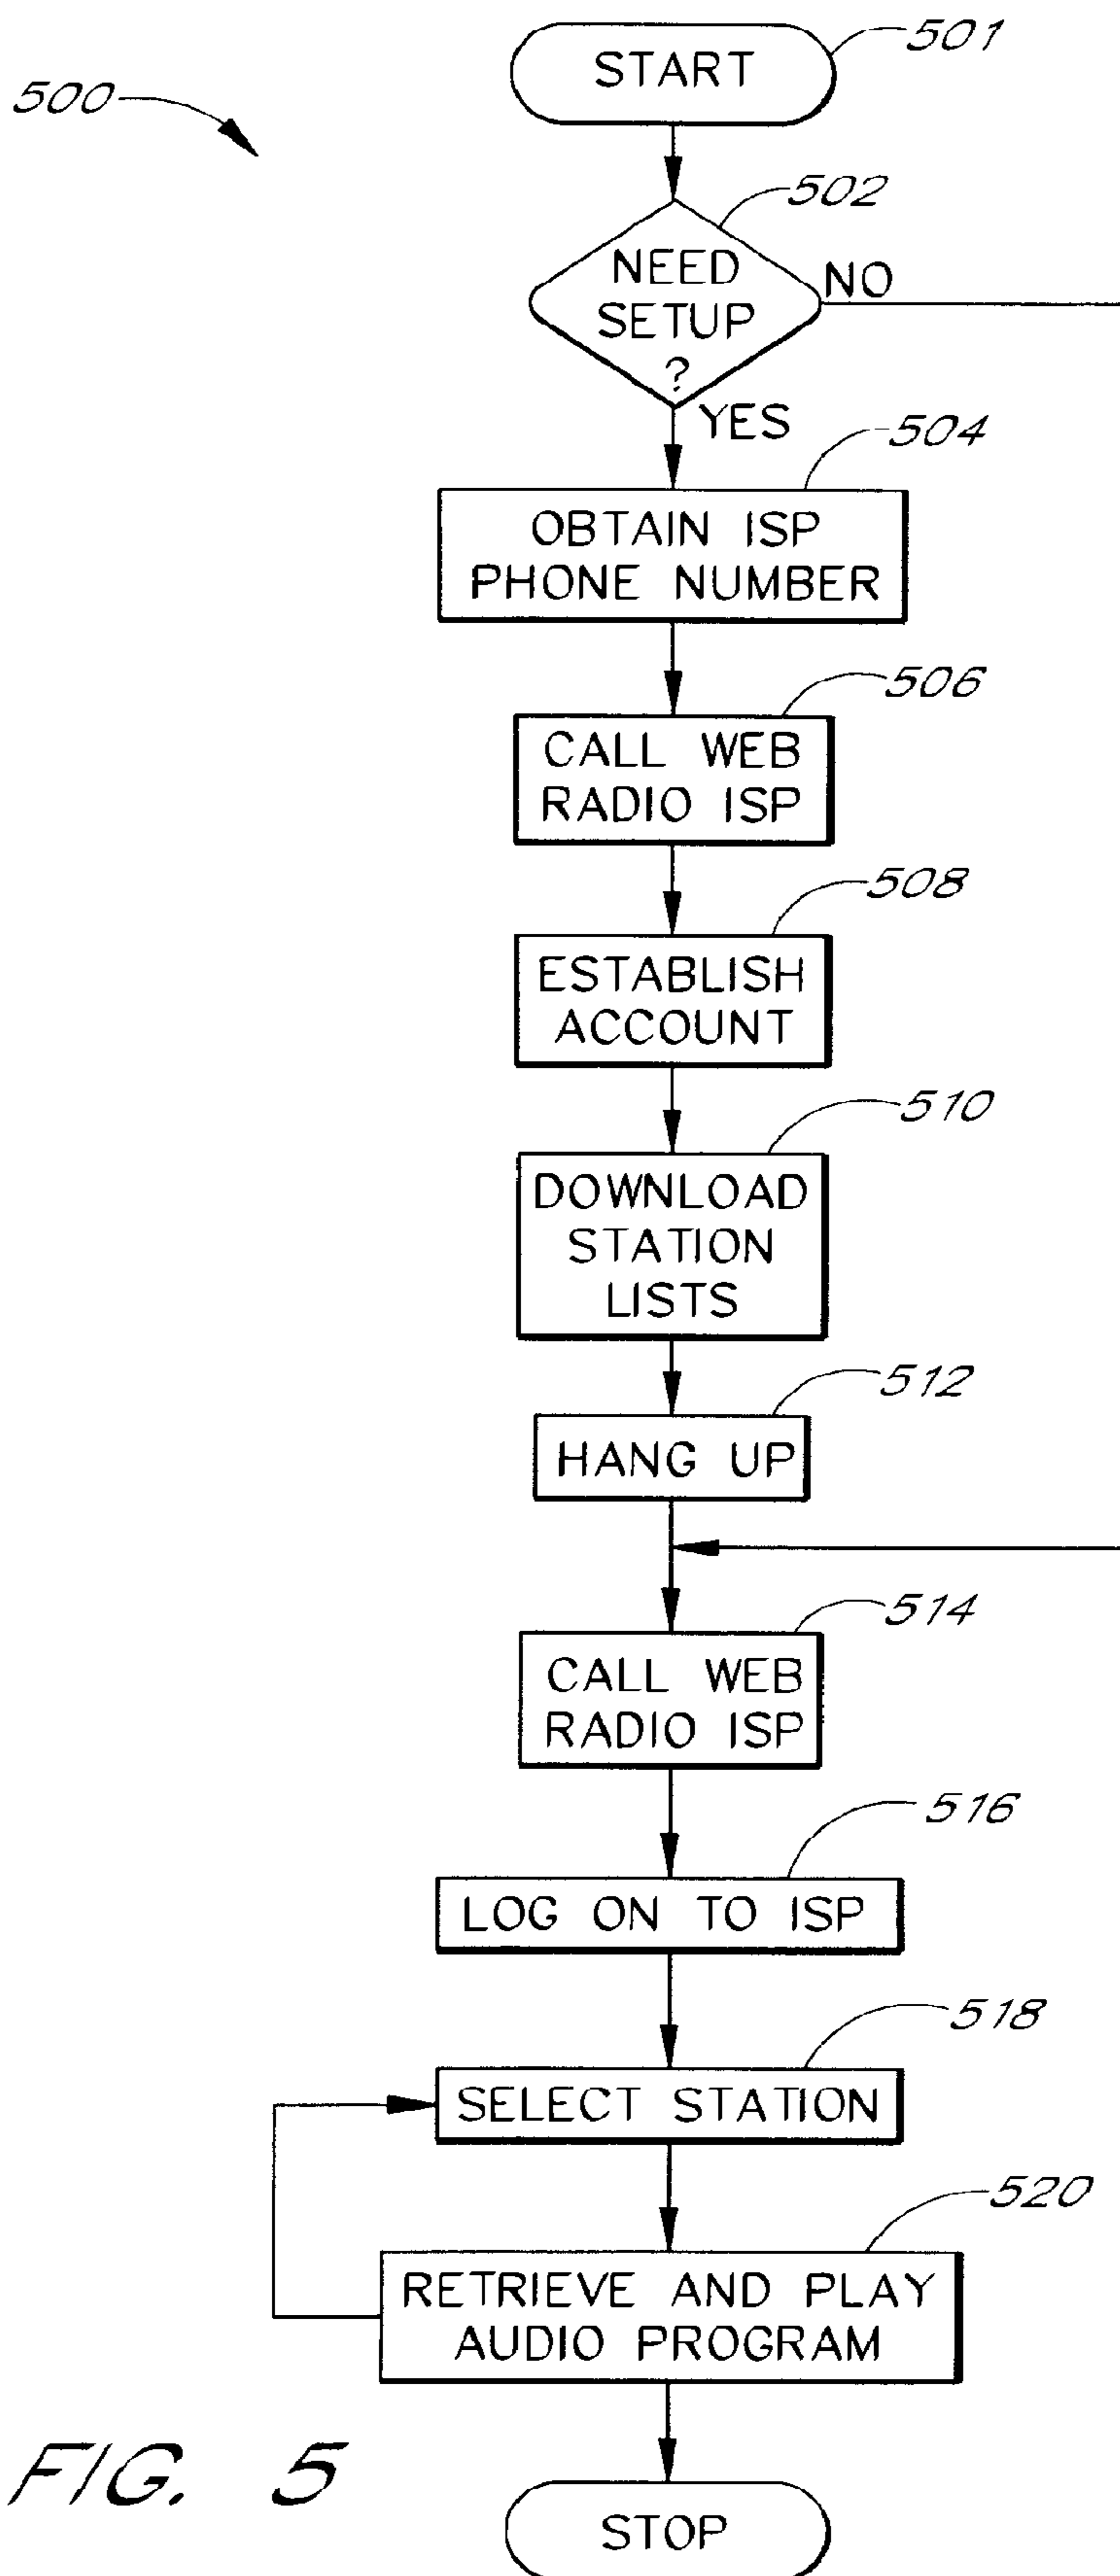 501
START
500
502
NEED
SETUP
?
NO
YES
504
OBTAIN ISP
PHONE NUMBER
506
CALL WEB
RADIO ISP
508
ESTABLISH
ACCOUNT
510
DOWNLOAD
STATION
LISTS
512
HANG UP
514
CALL WEB
RADIO ISP
516
LOG ON TO ISP
518
SELECT STATION
520
RETRIEVE AND PLAY
AUDIO PROGRAM
FIG. 5
STOP